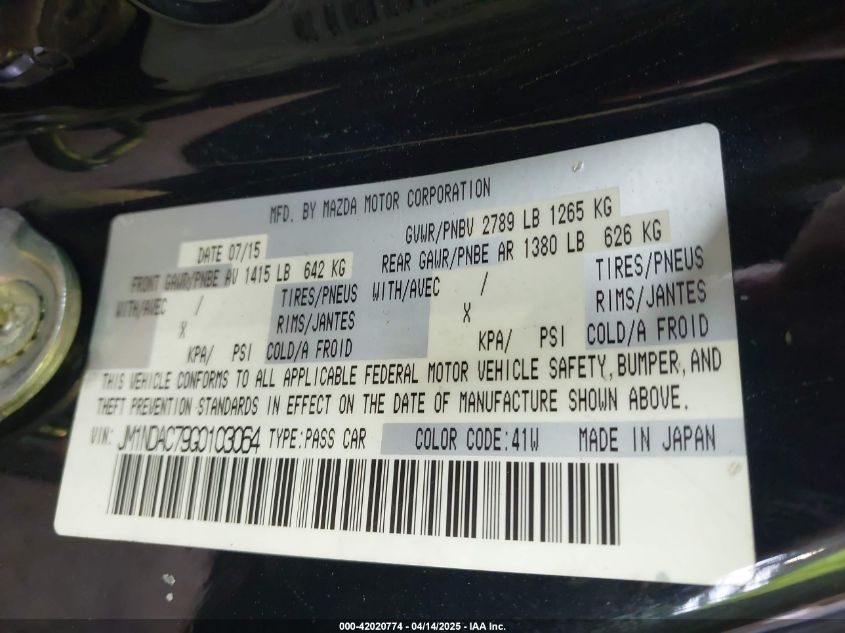 MFD. BY MAZDA MOTOR CORPORATION
DATE 07/15 GVWR/PNBV 2789 LB 1265 KG
FRONT GAWR/PNBE AV 1415 LB 642 KG REAR GAWR/PNBE AR 1380 LB 626 KG
WITH/AVEC / TIRES/PNEUS WITH/AVEC / TIRES/PNEUS
X RIMS/JANTES X RIMS/JANTES
KPA/ PSI COLD/A FROID KPA/ PSI COLD/A FROID
THIS VEHICLE CONFORMS TO ALL APPLICABLE FEDERAL MOTOR VEHICLE SAFETY, BUMPER, AND
THEFT PREVENTION STANDARDS IN EFFECT ON THE DATE OF MANUFACTURE SHOWN ABOVE.
VIN: JM1NDAC79G0103064 TYPE:PASS CAR COLOR CODE:41W MADE IN JAPAN
000-42020774 - 04/14/2025 - IAA Inc.